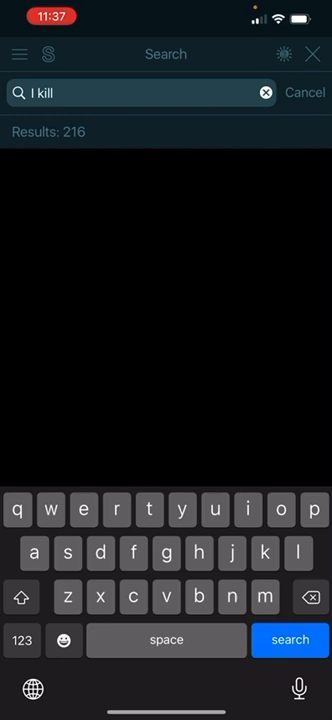 11:37
S Search
I kill Cancel
Results: 216
q w e r t y u i o p
a s d f g h j k l
z x c v b n m
123 space search